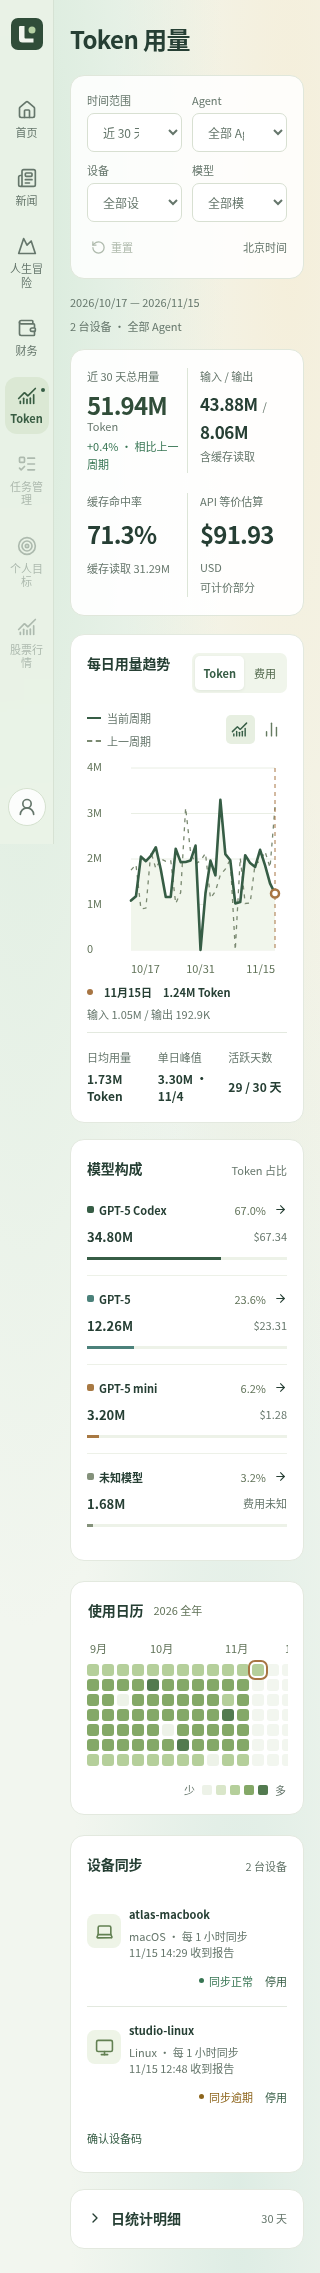 Token 用量
首页
新闻
人生冒
险
财务
Token
任务管
理
个人目
标
股票行
情
时间范围
Agent
近 30 天
全部 Ag
设备
模型
全部设
全部模
重置
北京时间
2026/10/17 — 2026/11/15
2 台设备 · 全部 Agent
近 30 天总用量
51.94M
Token
+0.4% · 相比上一
周期
输入 / 输出
43.88M /
8.06M
含缓存读取
缓存命中率
71.3%
缓存读取 31.29M
API 等价估算
$91.93
USD
可计价部分
每日用量趋势
Token
费用
当前周期
上一周期
4M
3M
2M
1M
0
10/17
10/31
11/15
11月15日 1.24M Token
输入 1.05M / 输出 192.9K
日均用量
1.73M
Token
单日峰值
3.30M ·
11/4
活跃天数
29 / 30 天
模型构成
Token 占比
GPT-5 Codex
67.0%
34.80M
$67.34
GPT-5
23.6%
12.26M
$23.31
GPT-5 mini
6.2%
3.20M
$1.28
未知模型
3.2%
1.68M
费用未知
使用日历 2026 全年
9月
10月
11月
少
多
设备同步
2 台设备
atlas-macbook
macOS · 每 1 小时同步
11/15 14:29 收到报告
同步正常
停用
studio-linux
Linux · 每 1 小时同步
11/15 12:48 收到报告
同步逾期
停用
确认设备码
日统计明细
30 天